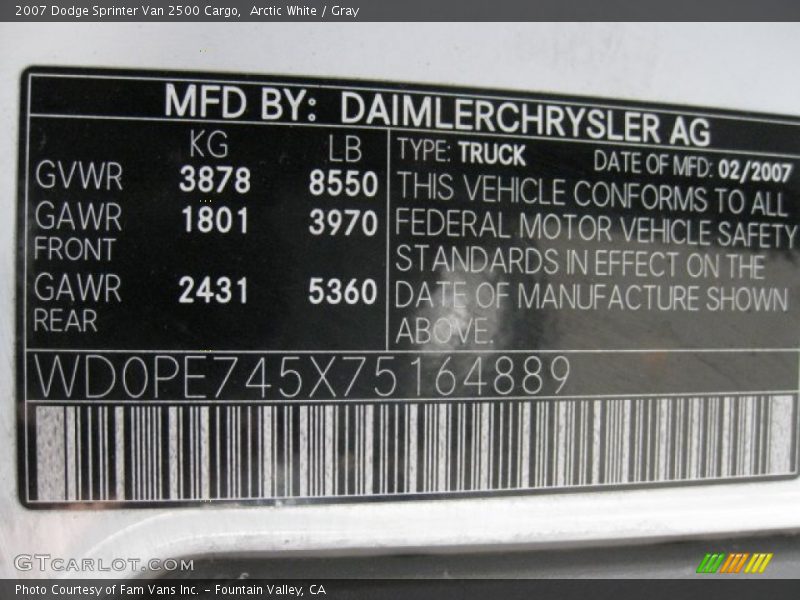 2007 Dodge Sprinter Van 2500 Cargo, Arctic White / Gray
MFD BY: DAIMLERCHRYSLER AG
KG LB
GVWR 3878 8550
GAWR FRONT 1801 3970
GAWR REAR 2431 5360
TYPE: TRUCK DATE OF MFD: 02/2007
THIS VEHICLE CONFORMS TO ALL
FEDERAL MOTOR VEHICLE SAFETY
STANDARDS IN EFFECT ON THE
DATE OF MANUFACTURE SHOWN
ABOVE.
WD0PE745X75164889
GTCARLOT.COM
Photo Courtesy of Fam Vans Inc. - Fountain Valley, CA